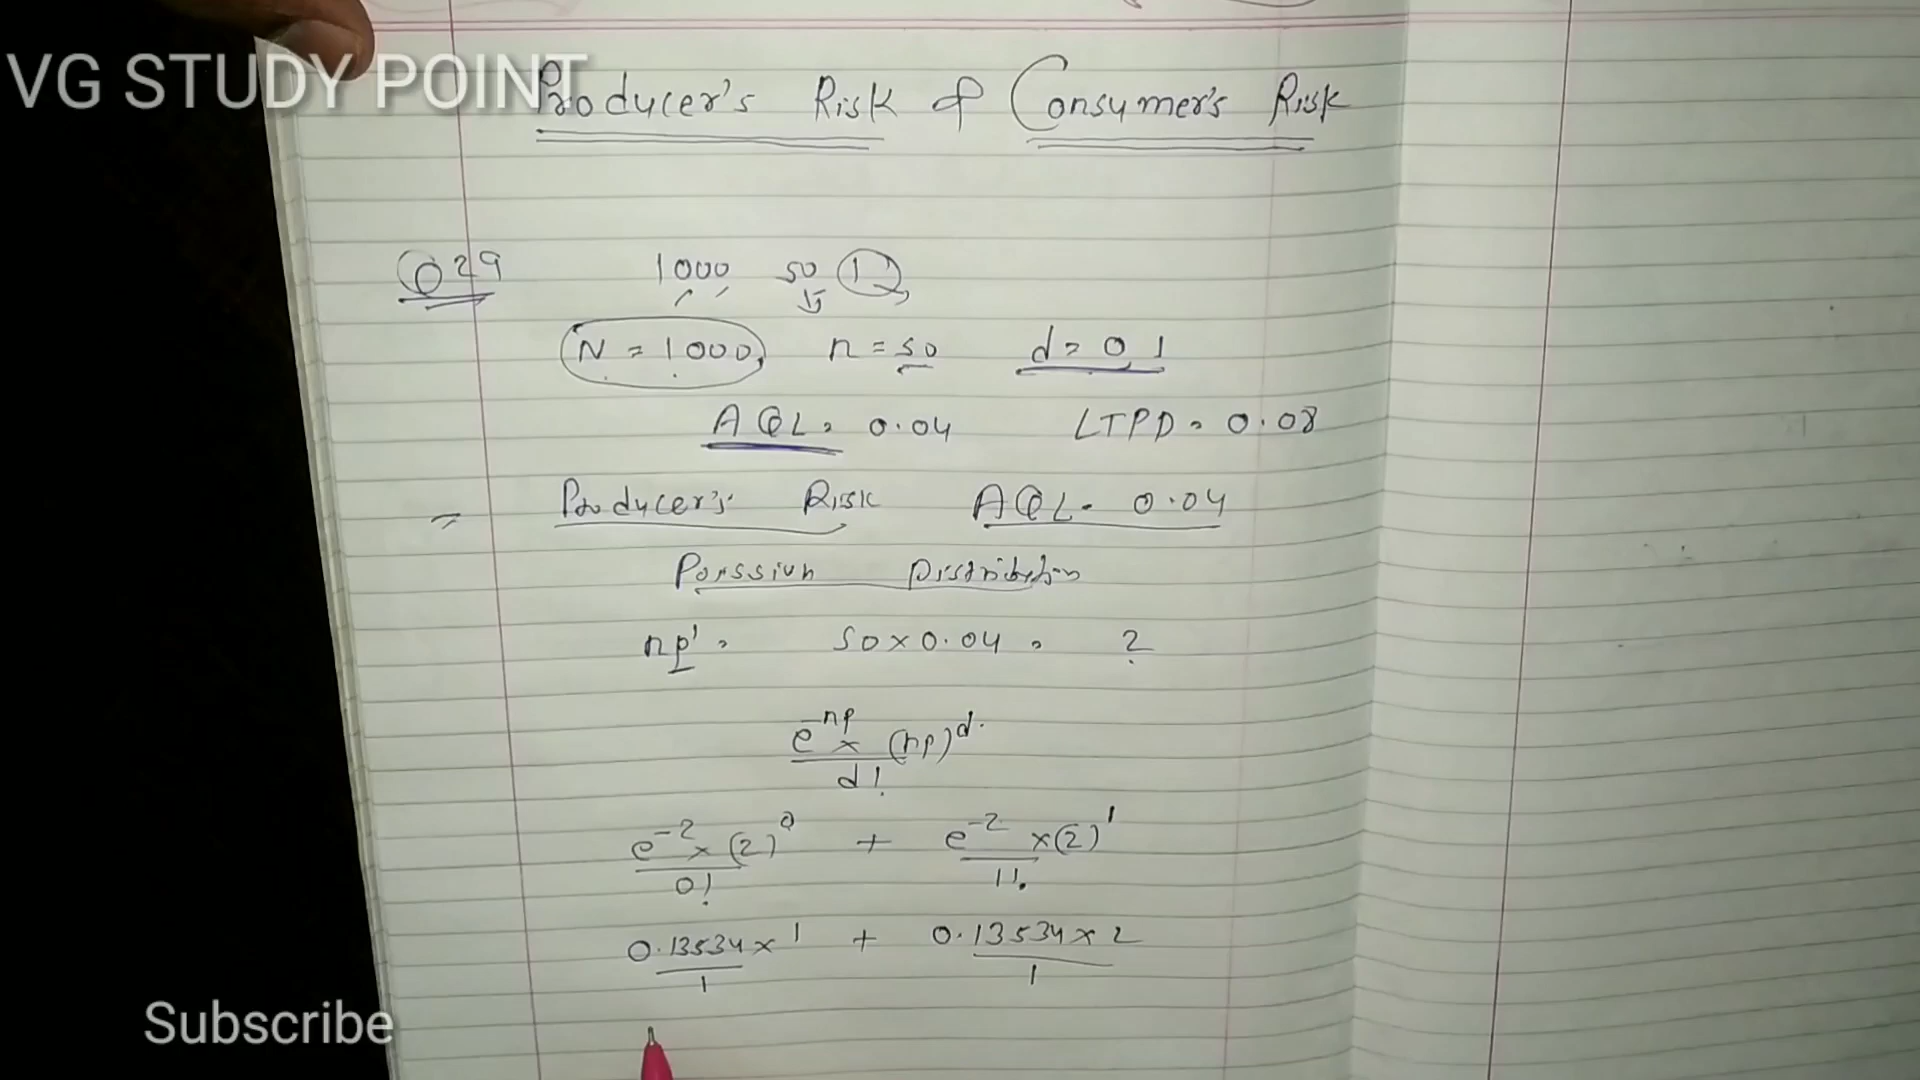 VG STUDY POINT
Producer's Risk & Consumer's Risk
Q29 1000 50 1
15
N = 1000, n = 50 d = 0, 1
AQL = 0.04 LTPD = 0.08
= Producer's Risk AQL = 0.04
Poission Distribution
np' = 50 x 0.04 = 2
e^-np x (np)^d
d!
e^-2 x (2)^0 + e^-2 x (2)^1
0! 1!
0.13534 x 1 + 0.13534 x 2
1 1
Subscribe